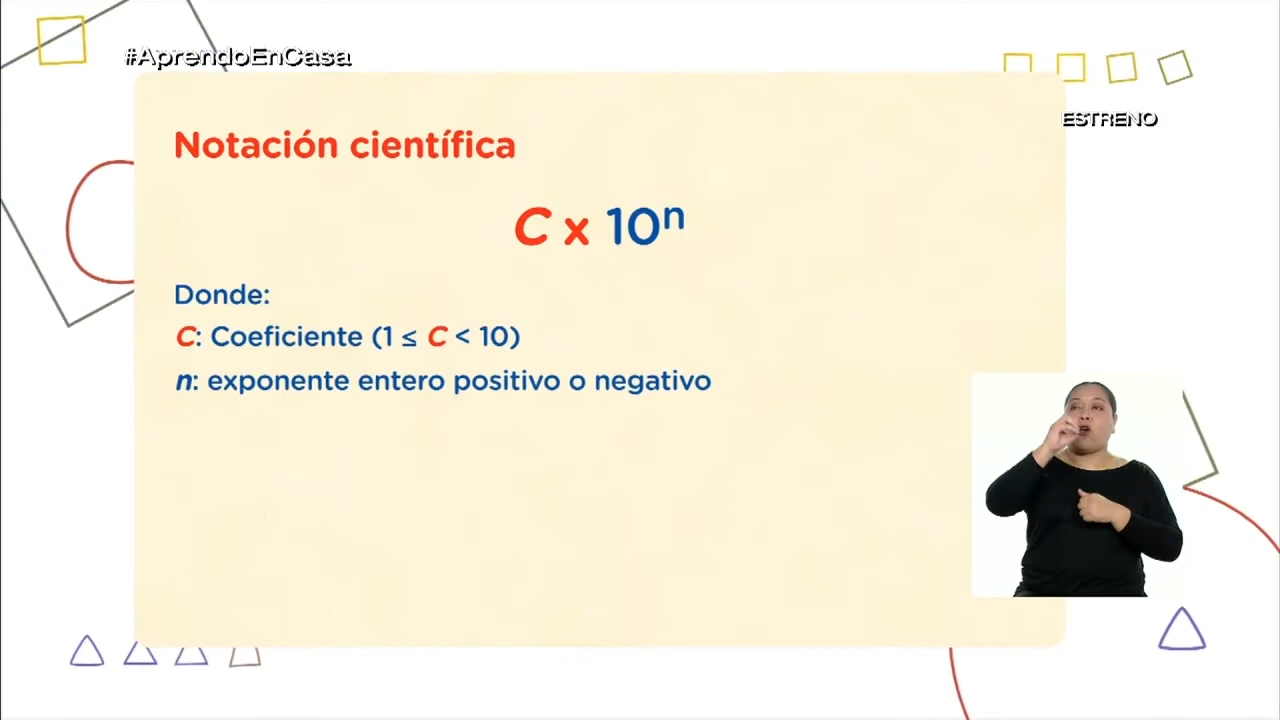 #AprendoEnCasa
ESTRENO
Notación científica
C x 10ⁿ
Donde:
C: Coeficiente (1 ≤ C < 10)
n: exponente entero positivo o negativo